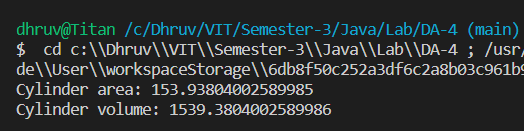 dhruv@Titan /c/Dhruv/VIT/Semester-3/Java/Lab/DA-4 (main)
$ cd c:\\Dhruv\\VIT\\Semester-3\\Java\\Lab\\DA-4 ; /usr/
de\\User\\workspaceStorage\\6db8f50c252a3df6c2a8b03c961b9
Cylinder area: 153.93804002589985
Cylinder volume: 1539.3804002589986